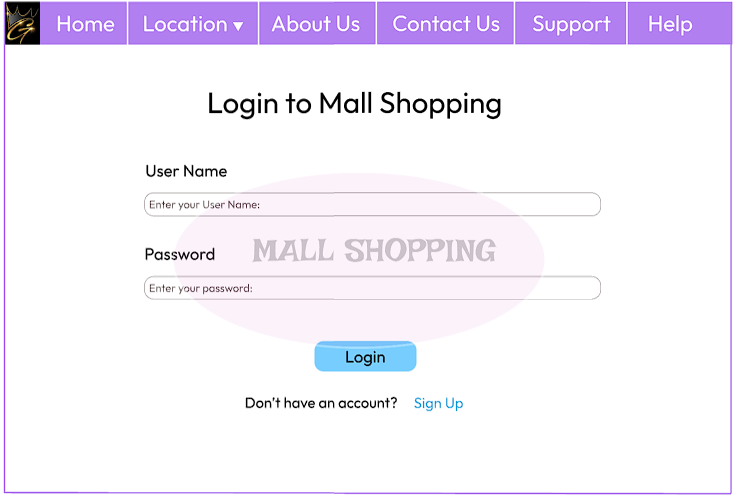 G Home Location ▼ About Us Contact Us Support Help
Login to Mall Shopping
User Name
Enter your User Name:
MALL SHOPPING
Password
Enter your password:
Login
Don't have an account? Sign Up